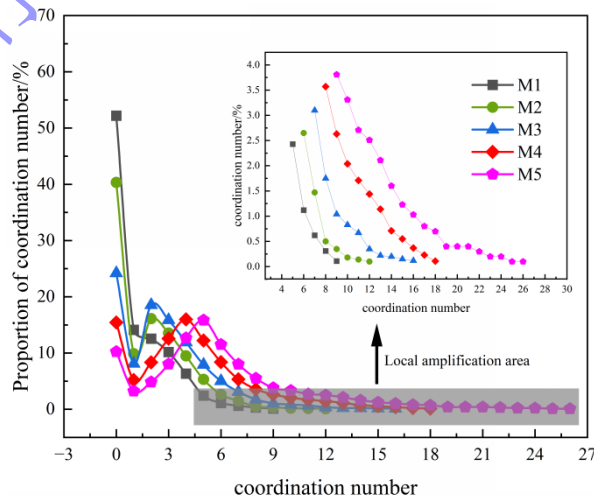 70
60
50
40
30
20
10
0
Proportion of coordination number/%
−3 0 3 6 9 12 15 18 21 24 27
coordination number
4.0
3.5
3.0
2.5
2.0
1.5
1.0
0.5
0.0
coordination number/%
4 6 8 10 12 14 16 18 20 22 24 26 28 30
coordination number
M1
M2
M3
M4
M5
Local amplification area